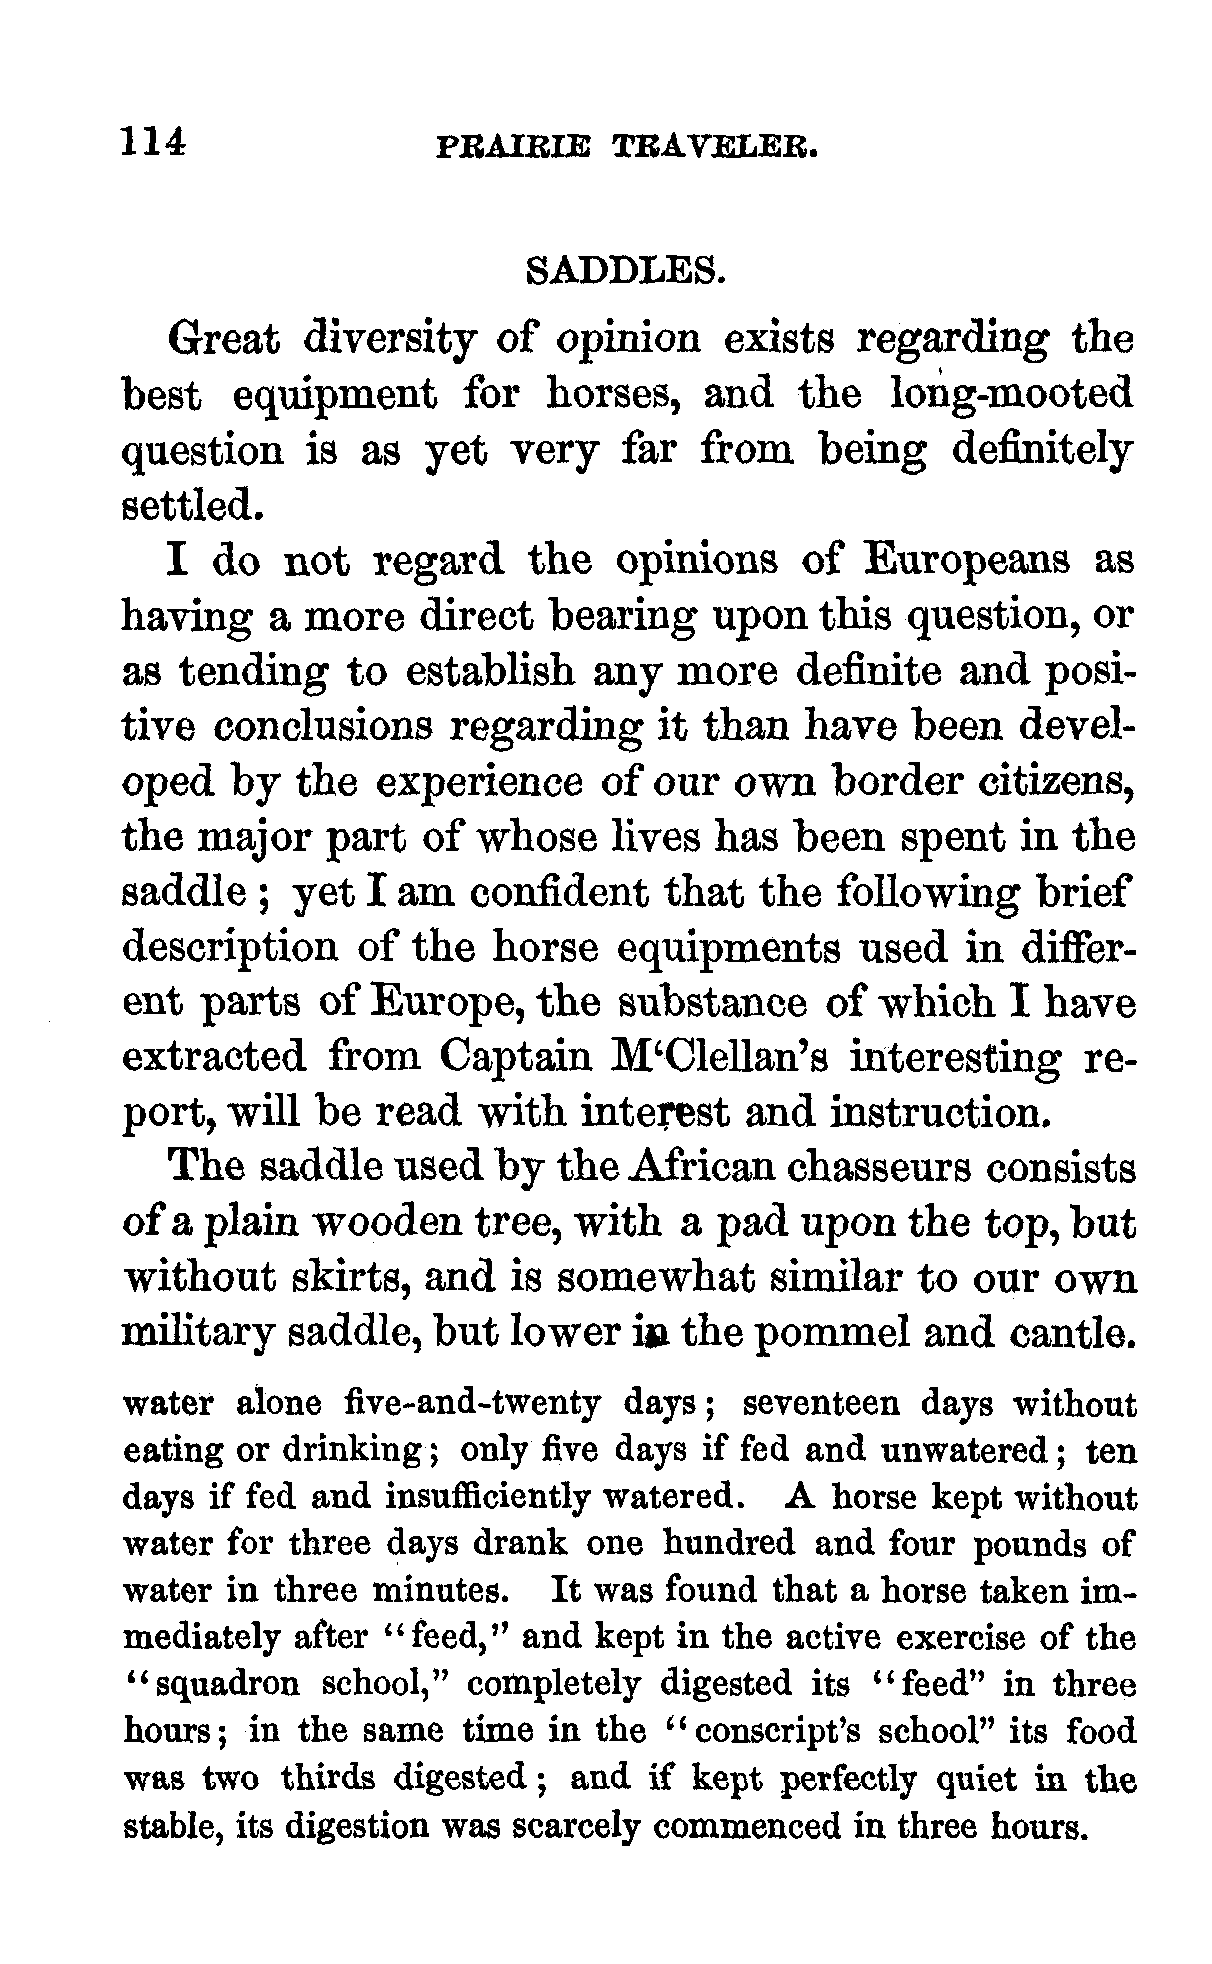 114 PRAIRIE TRAVELER.
SADDLES.
Great diversity of opinion exists regarding the
best equipment for horses, and the long-mooted
question is as yet very far from being definitely
settled.
I do not regard the opinions of Europeans as
having a more direct bearing upon this question, or
as tending to establish any more definite and posi-
tive conclusions regarding it than have been devel-
oped by the experience of our own border citizens,
the major part of whose lives has been spent in the
saddle ; yet I am confident that the following brief
description of the horse equipments used in differ-
ent parts of Europe, the substance of which I have
extracted from Captain M‘Clellan’s interesting re-
port, will be read with interest and instruction.
The saddle used by the African chasseurs consists
of a plain wooden tree, with a pad upon the top, but
without skirts, and is somewhat similar to our own
military saddle, but lower in the pommel and cantle.
water alone five-and-twenty days ; seventeen days without
eating or drinking ; only five days if fed and unwatered ; ten
days if fed and insufficiently watered. A horse kept without
water for three days drank one hundred and four pounds of
water in three minutes. It was found that a horse taken im-
mediately after “feed,” and kept in the active exercise of the
“squadron school,” completely digested its “feed” in three
hours ; in the same time in the “conscript’s school” its food
was two thirds digested ; and if kept perfectly quiet in the
stable, its digestion was scarcely commenced in three hours.